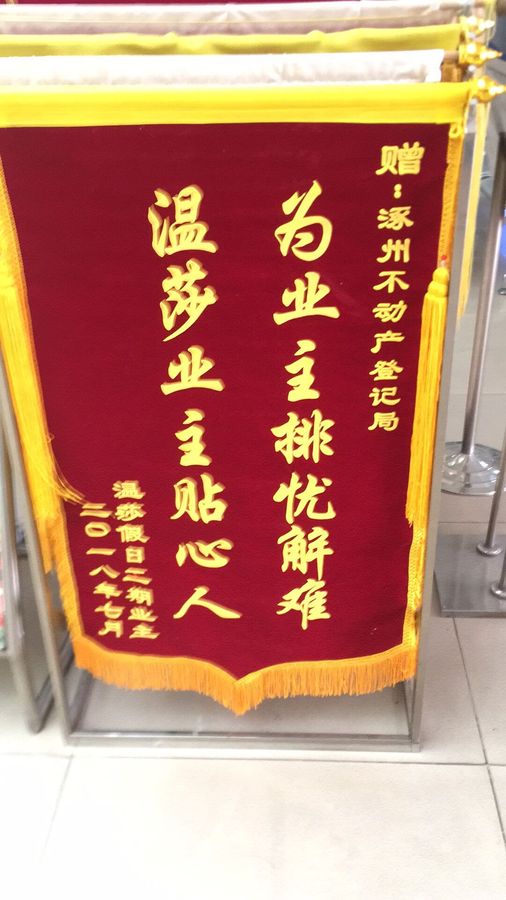 赠:涿州不动产登记局
为业主排忧解难
温莎业主贴心人
温莎假日二期业主
二〇一八年七月